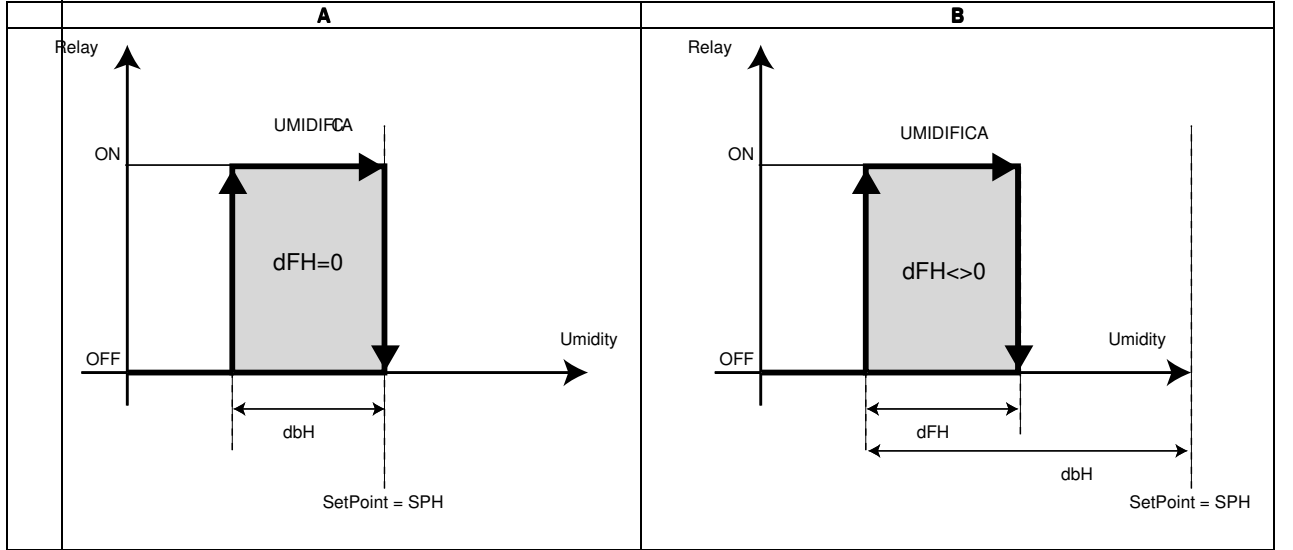 A
B
Relay
UMIDIFICA
ON
dFH=0
Umidity
OFF
dbH
SetPoint = SPH
Relay
UMIDIFICA
ON
dFH<>0
Umidity
OFF
dFH
dbH
SetPoint = SPH